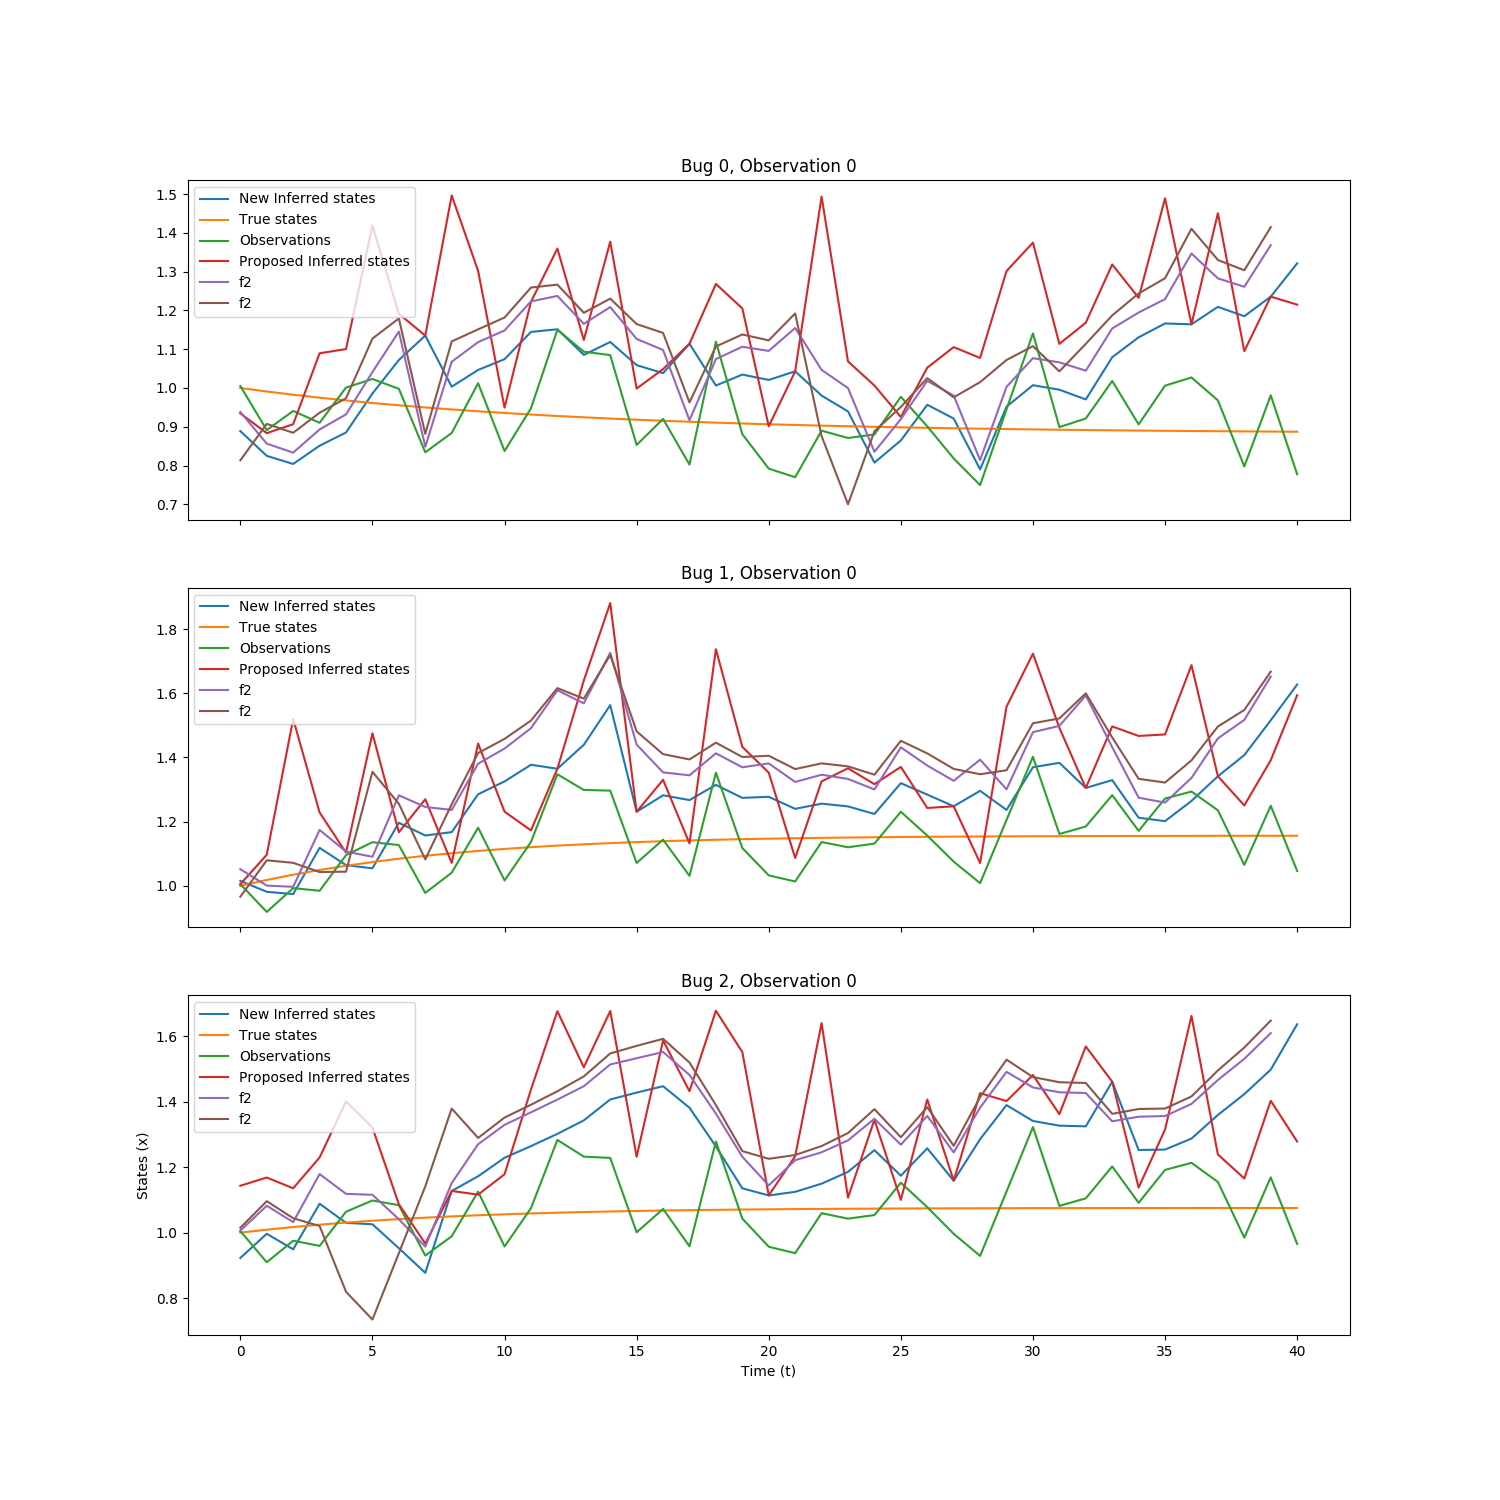 Bug 0, Observation 0
1.5
1.4
1.3
1.2
1.1
1.0
0.9
0.8
0.7
New Inferred states
True states
Observations
Proposed Inferred states
f2
f2
Bug 1, Observation 0
1.8
1.6
1.4
1.2
1.0
New Inferred states
True states
Observations
Proposed Inferred states
f2
f2
Bug 2, Observation 0
States (x)
1.6
1.4
1.2
1.0
0.8
New Inferred states
True states
Observations
Proposed Inferred states
f2
f2
0 5 10 15 20 25 30 35 40
Time (t)